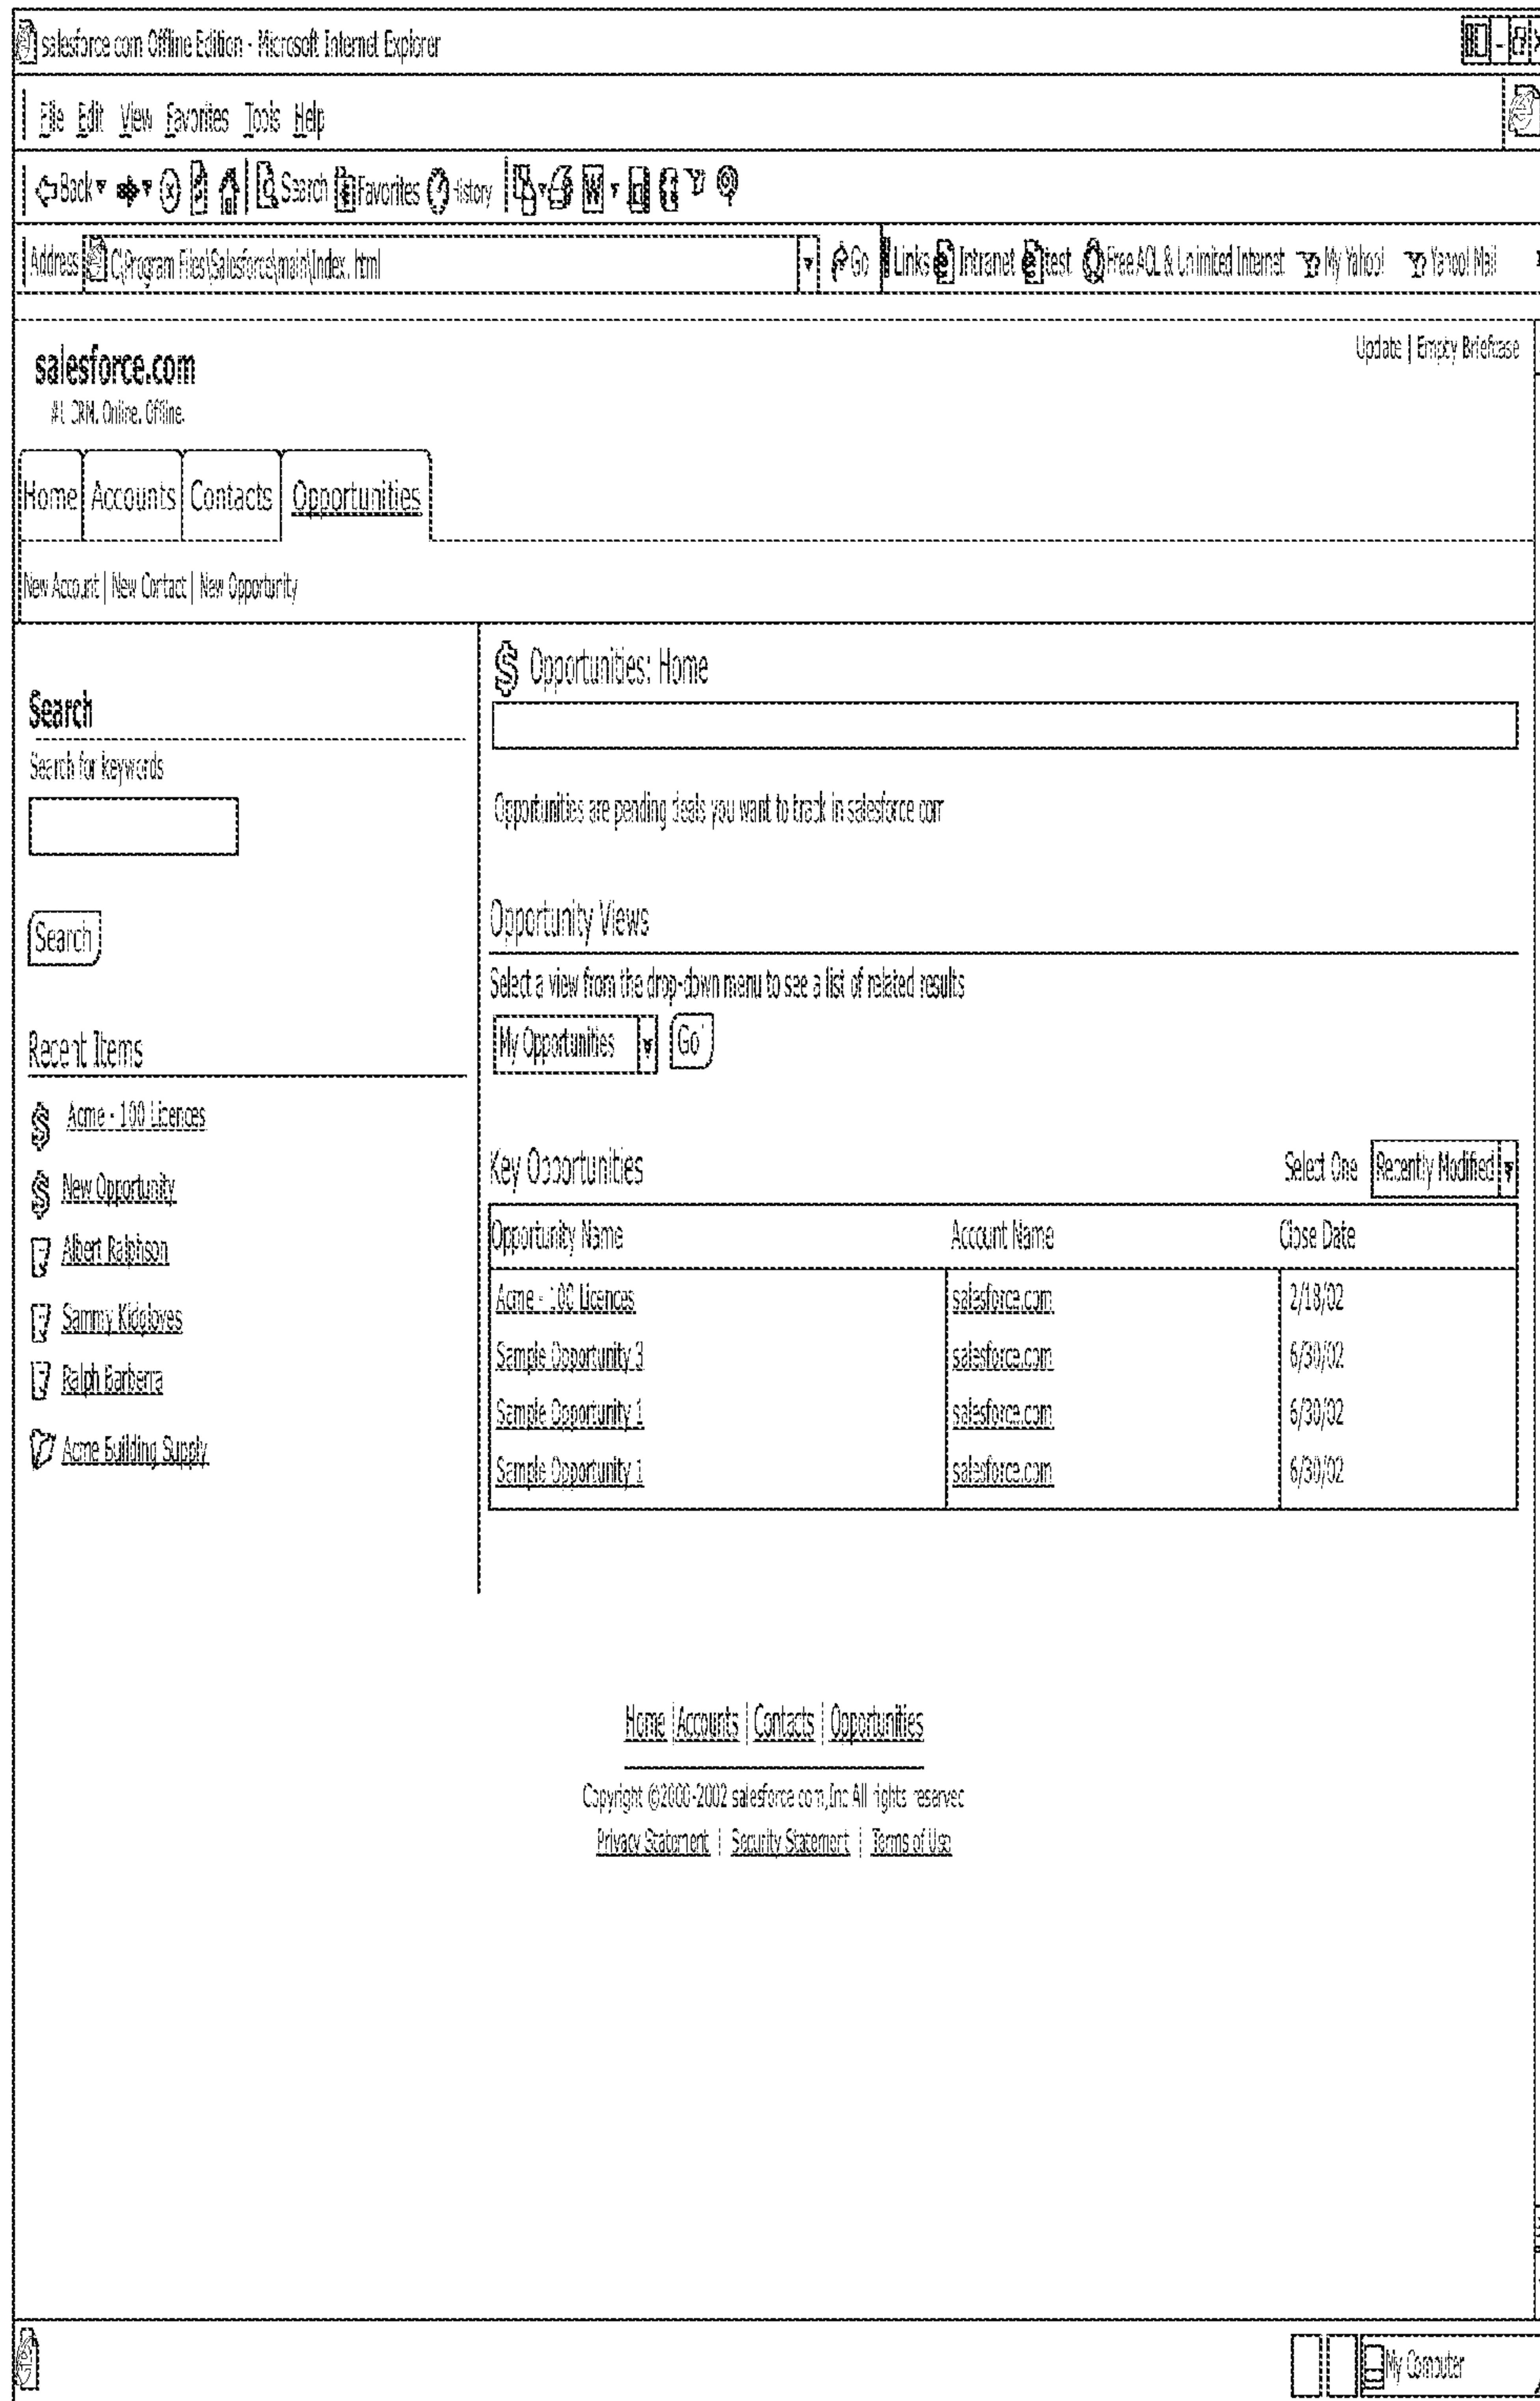 salesforce com Offline Edition - Microsoft Internet Explorer
File Edit View Favorites Tools Help
Back Search Favorites History W
Address C:\Program Files\Salesforce\main\Index. html Go Links Intranet test Free AOL & Unlimited Internet My Yahoo! Yahoo! Mail
Update | Empty Briefcase
salesforce.com
#1 CRM. Online. Offline.
Home Accounts Contacts Opportunities
New Account | New Contact | New Opportunity
$ Opportunities: Home
Search
Search for keywords
Opportunities are pending deals you want to track in salesforce com
Search
Opportunity Views
Select a view from the drop-down menu to see a list of related results
My Opportunities Go
Recent Items
$ Acme - 100 Licences
$ New Opportunity
Albert Ralphson
Sammy Kidgloves
Ralph Barberra
Acme Building Supply
Key Opportunities Select One Recently Modified
Opportunity Name Account Name Close Date
Acme - 100 Licences salesforce.com 2/18/02
Sample Opportunity 3 salesforce.com 6/30/02
Sample Opportunity 1 salesforce.com 6/30/02
Sample Opportunity 1 salesforce.com 6/30/02
Home | Accounts | Contacts | Opportunities
Copyright ©2000-2002 salesforce com,Inc All rights reserved
Privacy Statement | Security Statement | Terms of Use
My Computer